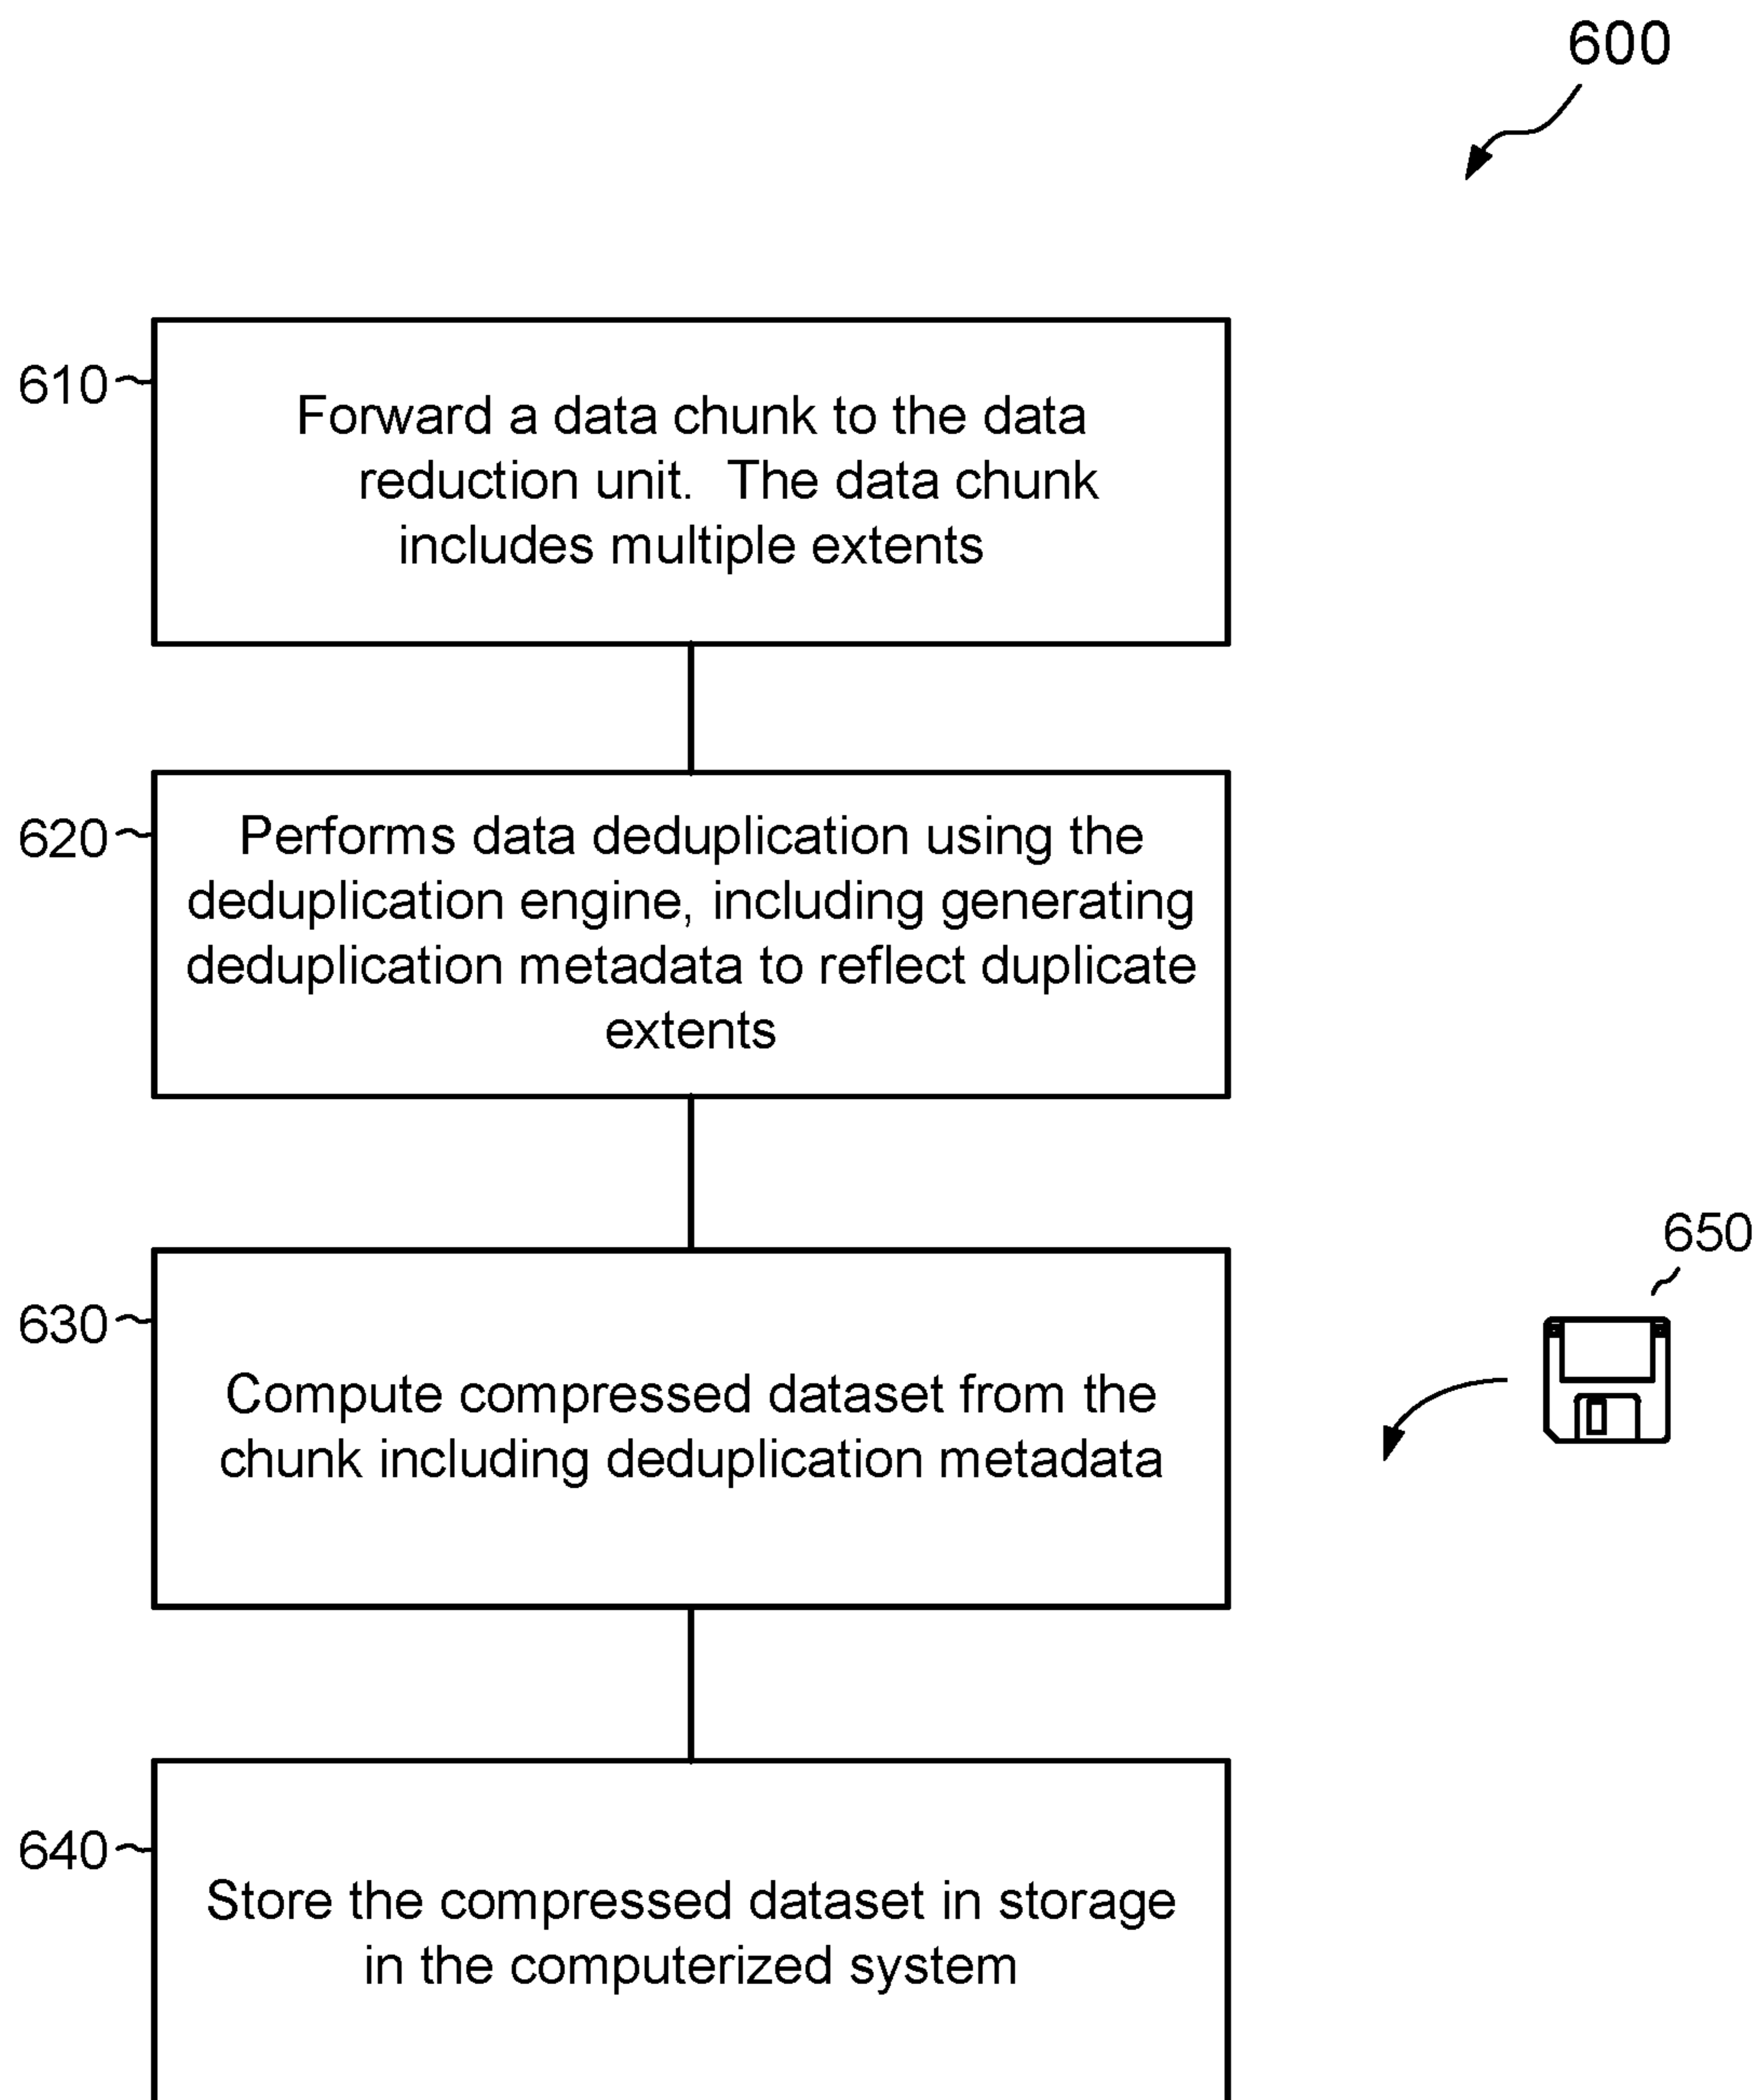 600
610
Forward a data chunk to the data
reduction unit.  The data chunk
includes multiple extents
620
Performs data deduplication using the
deduplication engine, including generating
deduplication metadata to reflect duplicate
extents
650
630
Compute compressed dataset from the
chunk including deduplication metadata
640
Store the compressed dataset in storage
in the computerized system